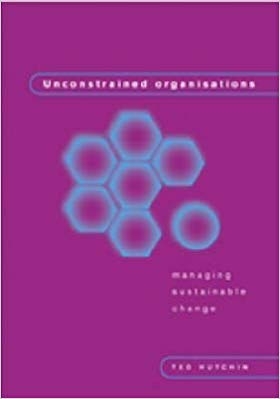 Unconstrained organisations
managing
sustainable
change
TED HUTCHIN